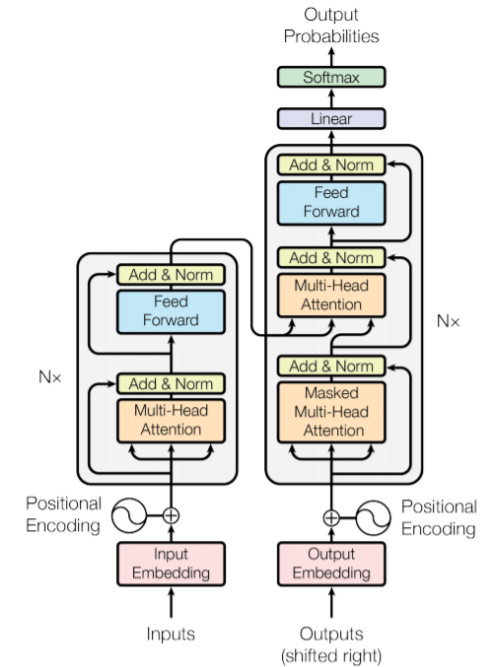 Output
Probabilities
Softmax
Linear
Add & Norm
Feed
Forward
Add & Norm
Multi-Head
Attention
Nx
Add & Norm
Masked
Multi-Head
Attention
Add & Norm
Feed
Forward
Nx
Add & Norm
Multi-Head
Attention
Positional
Encoding
Positional
Encoding
Input
Embedding
Output
Embedding
Inputs
Outputs
(shifted right)